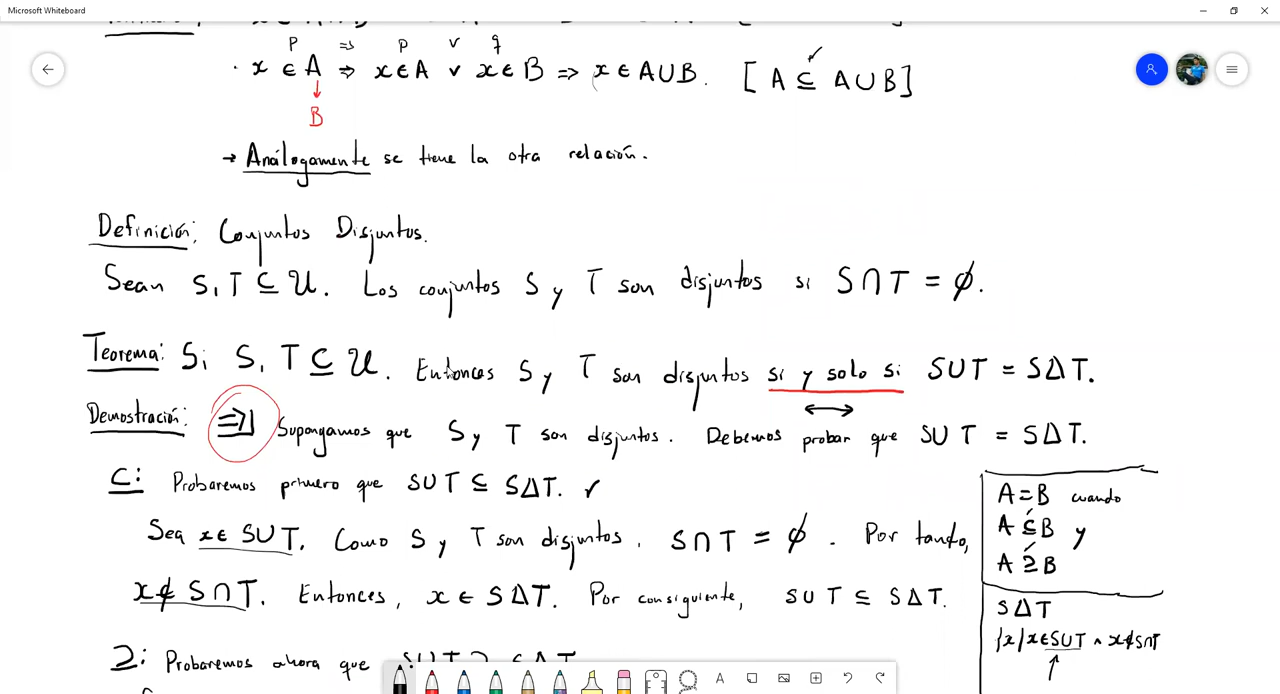 Microsoft Whiteboard
p ⇒ p ∨ q
· x ∈ A ⇒ x ∈ A ∨ x ∈ B ⇒ x ∈ A ∪ B. [A ⊆ A ∪ B] ✓
↓
B
→ Análogamente se tiene la otra relación.
Definición: Conjuntos Disjuntos.
Sean S, T ⊆ U. Los conjuntos S y T son disjuntos si S ∩ T = ∅.
Teorema: Si S, T ⊆ U. Entonces S y T son disjuntos si y solo si S ∪ T = S Δ T.
↔
Demostración: ⇒] Supongamos que S y T son disjuntos. Debemos probar que S ∪ T = S Δ T.
⊆: Probaremos primero que S ∪ T ⊆ S Δ T. ✓
Sea x ∈ S ∪ T. Como S y T son disjuntos, S ∩ T = ∅. Por tanto,
x ∉ S ∩ T. Entonces, x ∈ S Δ T. Por consiguiente, S ∪ T ⊆ S Δ T.
⊇: Probaremos ahora que S ∪ T ⊇ S Δ T
A = B cuando
A ⊆ B y
A ⊇ B
S Δ T
{x / x ∈ S ∪ T ∧ x ∉ S ∩ T
↑
A